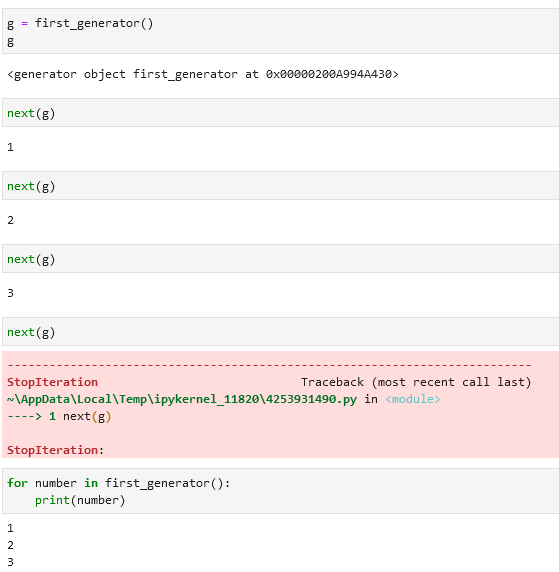 g = first_generator()
g
<generator object first_generator at 0x00000200A994A430>
next(g)
1
next(g)
2
next(g)
3
next(g)
---------------------------------------------------------------------------
StopIteration                             Traceback (most recent call last)
~\AppData\Local\Temp\ipykernel_11820\4253931490.py in <module>
----> 1 next(g)
StopIteration:
for number in first_generator():
    print(number)
1
2
3